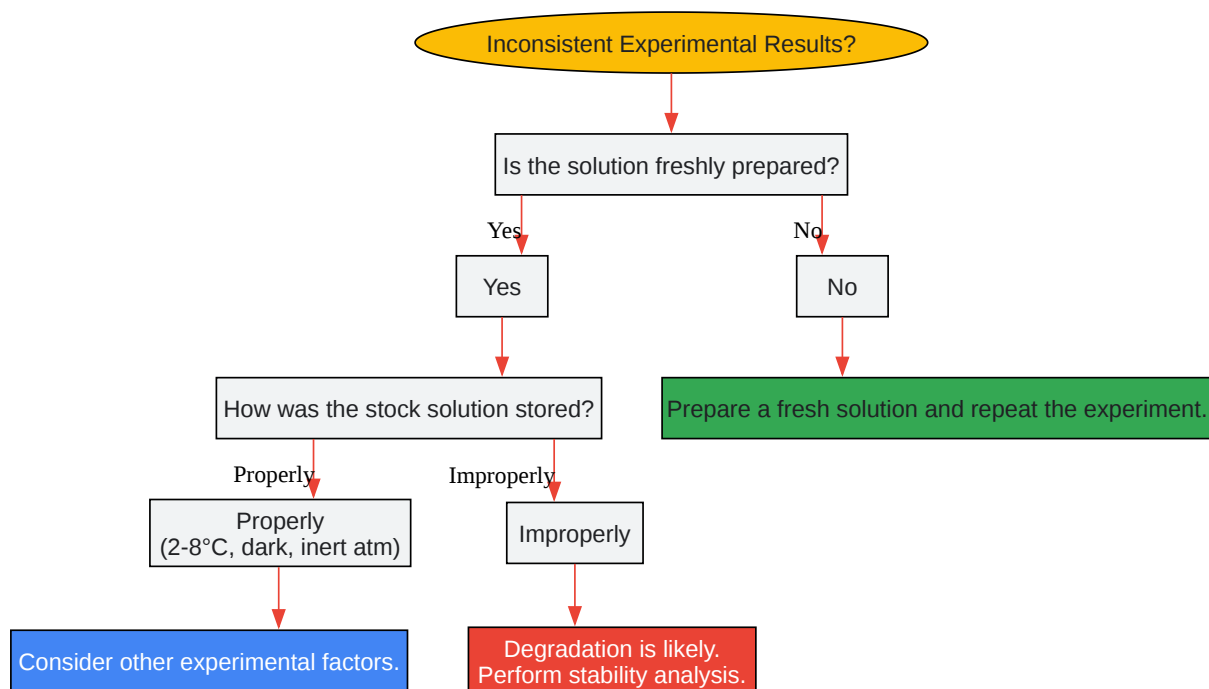 Inconsistent Experimental Results?
Is the solution freshly prepared?
Yes
No
Yes
No
How was the stock solution stored?
Prepare a fresh solution and repeat the experiment.
Properly
Improperly
Properly
(2-8°C, dark, inert atm)
Improperly
Consider other experimental factors.
Degradation is likely.
Perform stability analysis.